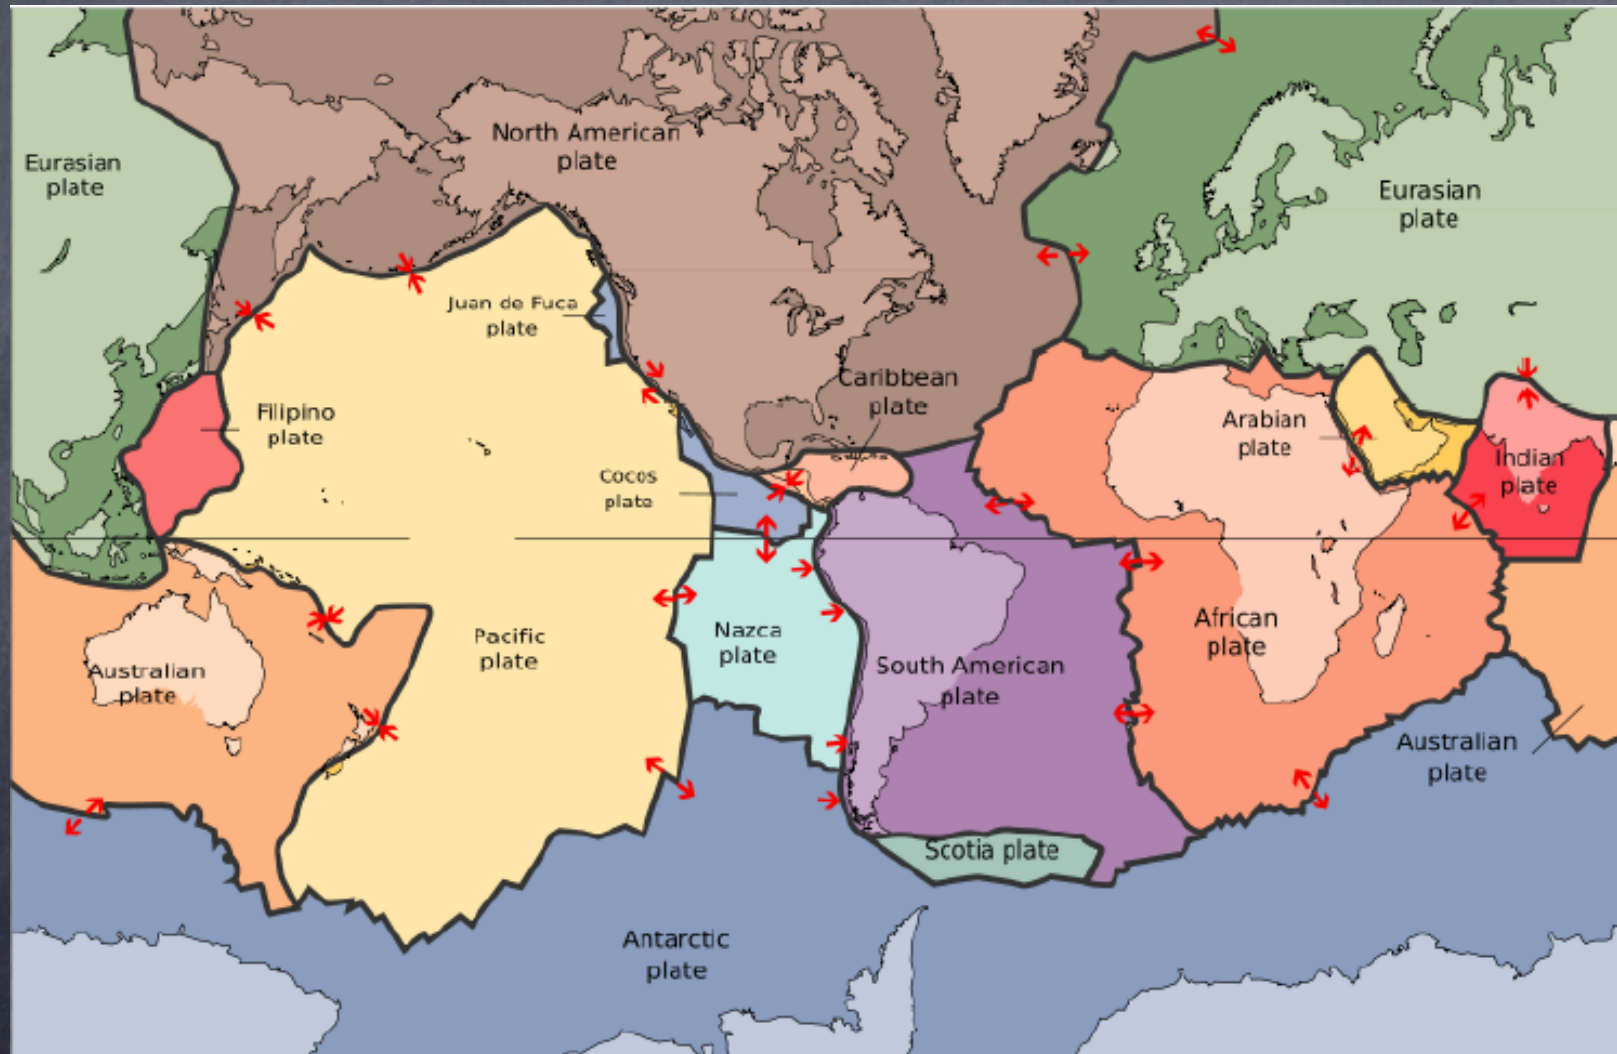 North American
plate
Eurasian
plate
Eurasian
plate
Juan de Fuca
plate
Caribbean
plate
Filipino
plate
Arabian
plate
Indian
plate
Cocos
plate
Pacific
plate
Nazca
plate
African
plate
South American
plate
Australian
plate
Australian
plate
Scotia plate
Antarctic
plate